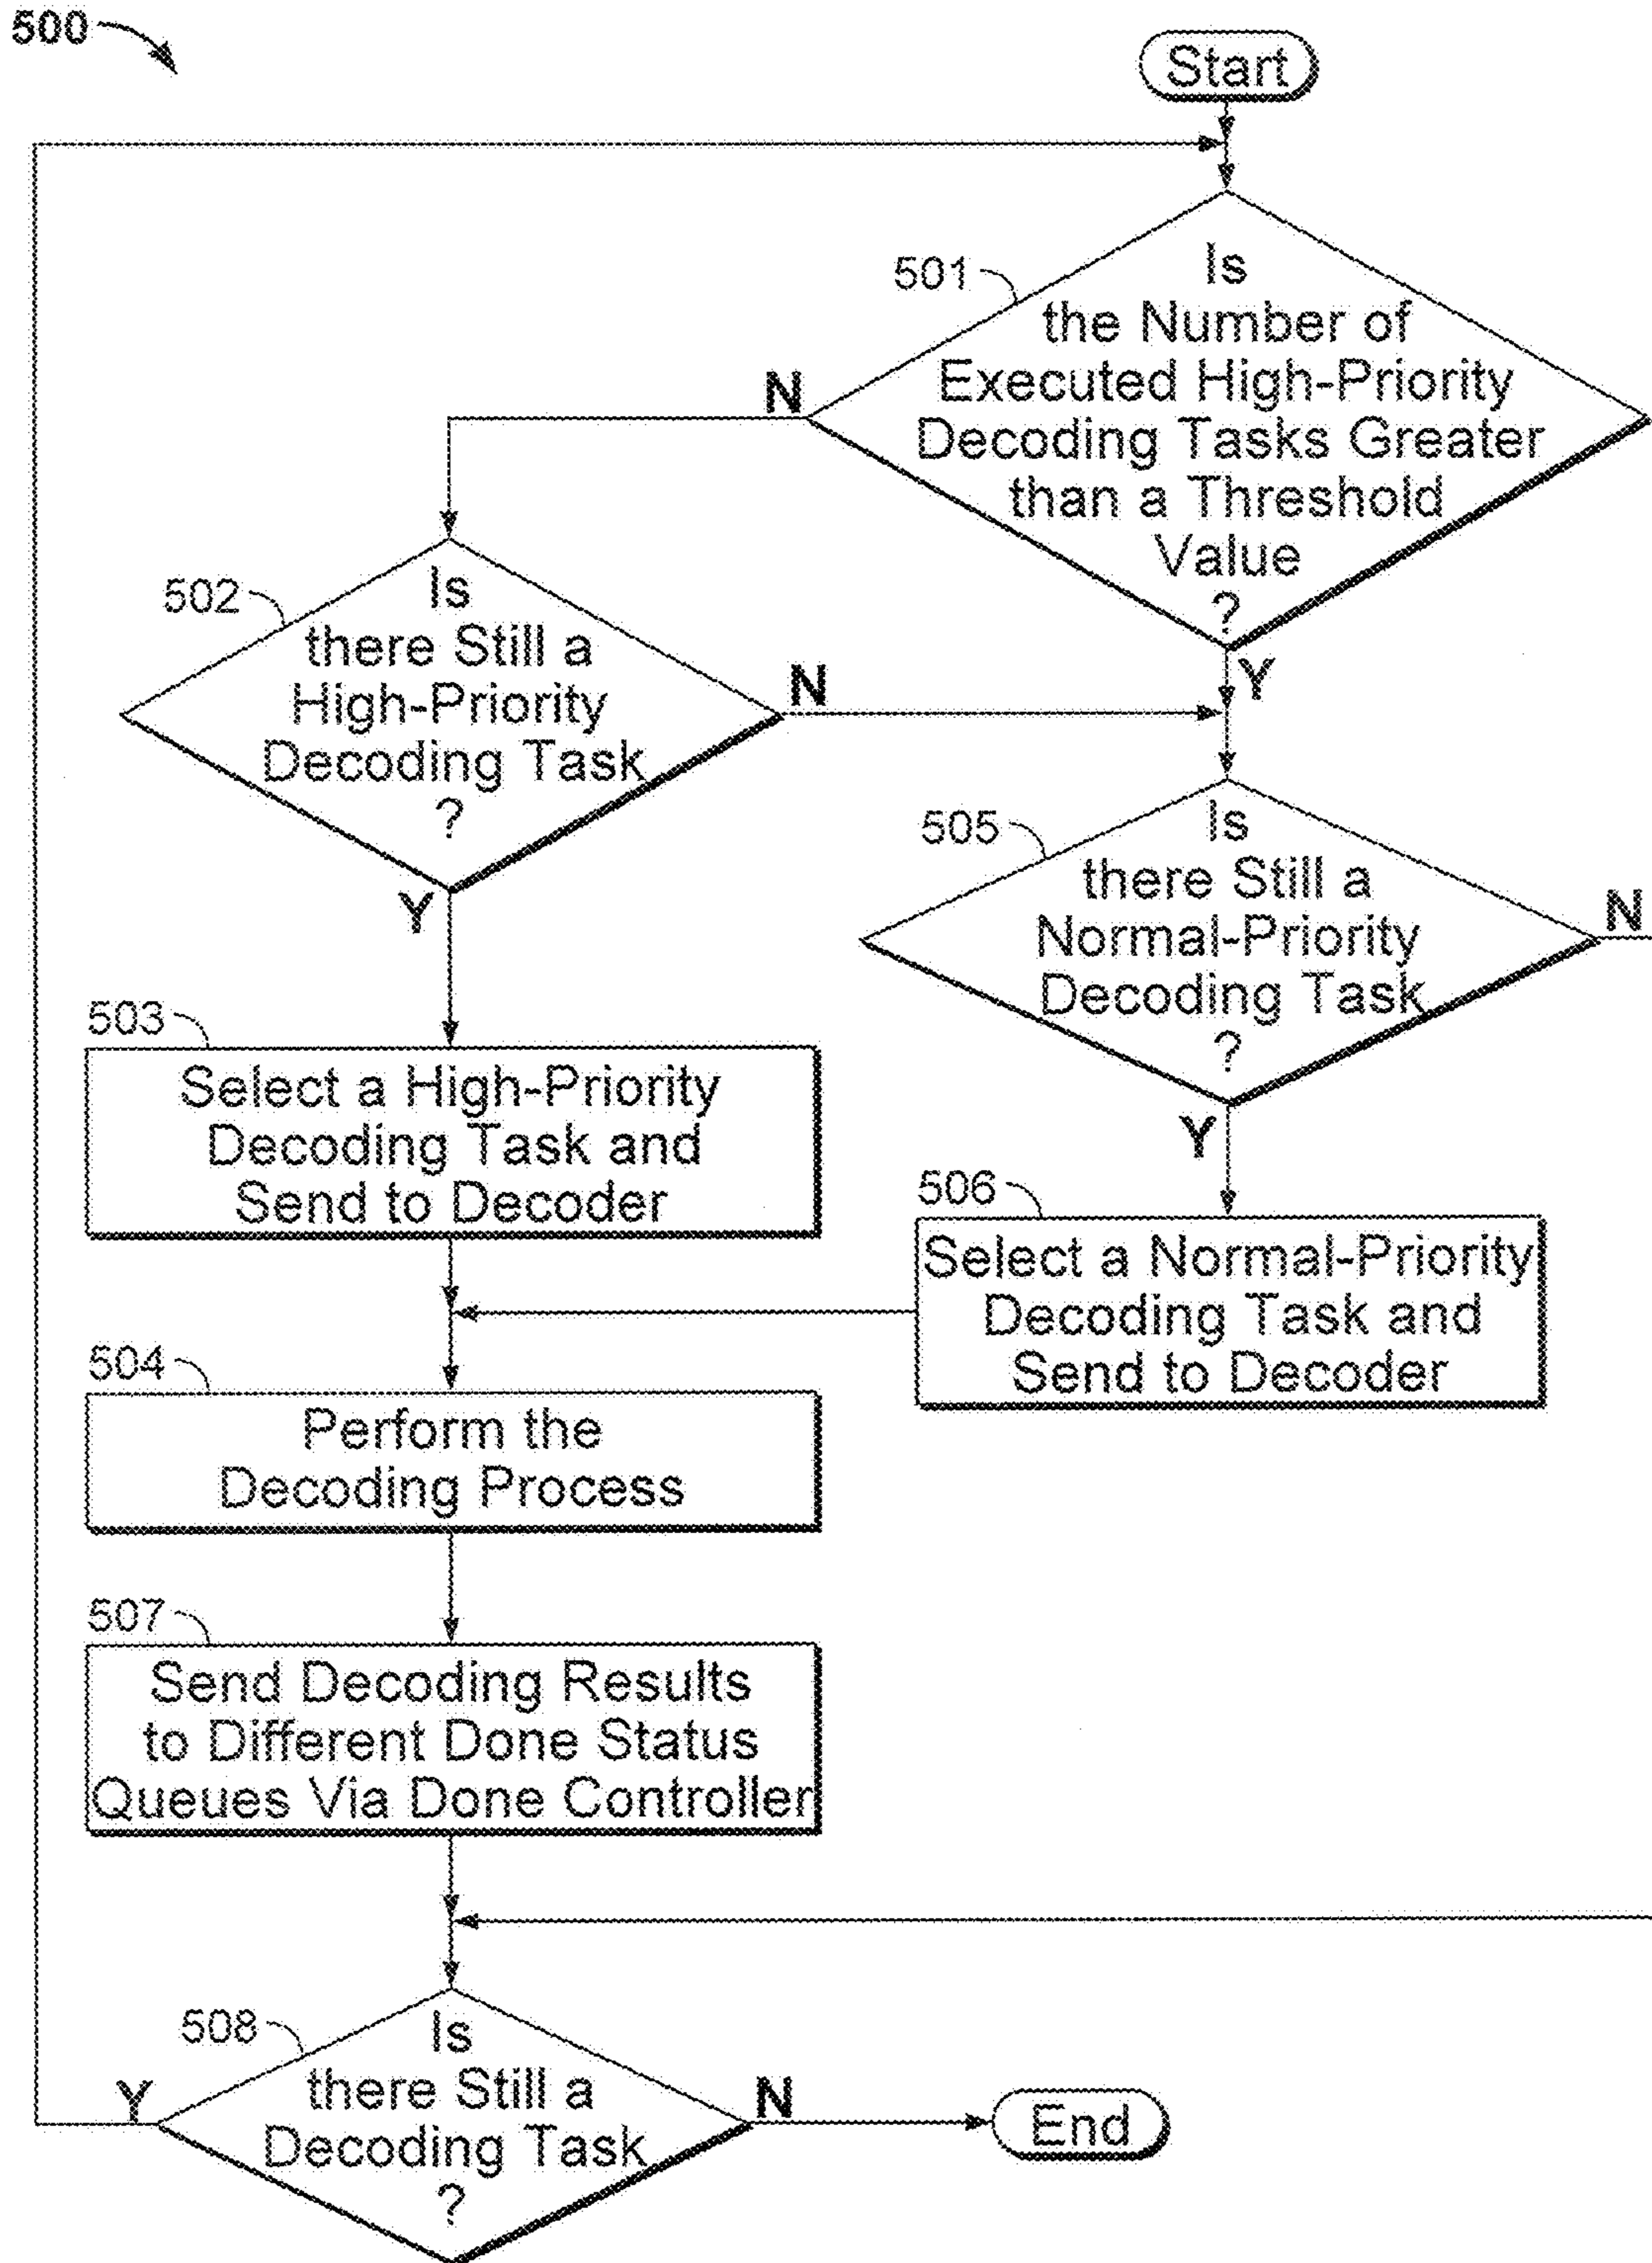 500
Start
501
Is
the Number of
Executed High-Priority
Decoding Tasks Greater
than a Threshold
Value
?
N
Y
502
Is
there Still a
High-Priority
Decoding Task
?
N
Y
505
Is
there Still a
Normal-Priority
Decoding Task
?
N
Y
503
Select a High-Priority
Decoding Task and
Send to Decoder
506
Select a Normal-Priority
Decoding Task and
Send to Decoder
504
Perform the
Decoding Process
507
Send Decoding Results
to Different Done Status
Queues Via Done Controller
508
Is
there Still a
Decoding Task
?
Y
N
End